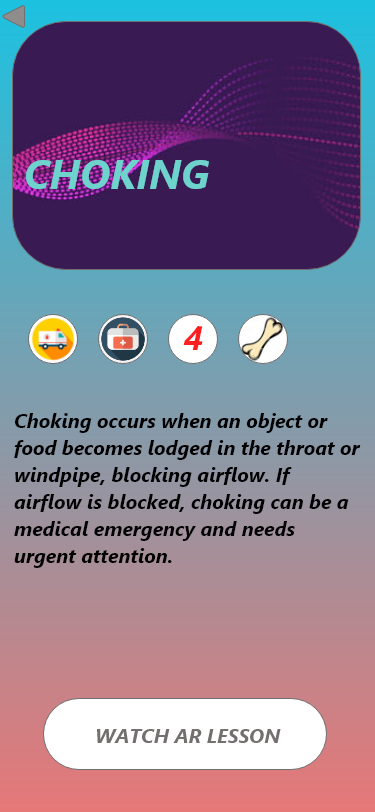 CHOKING
4
Choking occurs when an object or
food becomes lodged in the throat or
windpipe, blocking airflow. If
airflow is blocked, choking can be a
medical emergency and needs
urgent attention.
WATCH AR LESSON